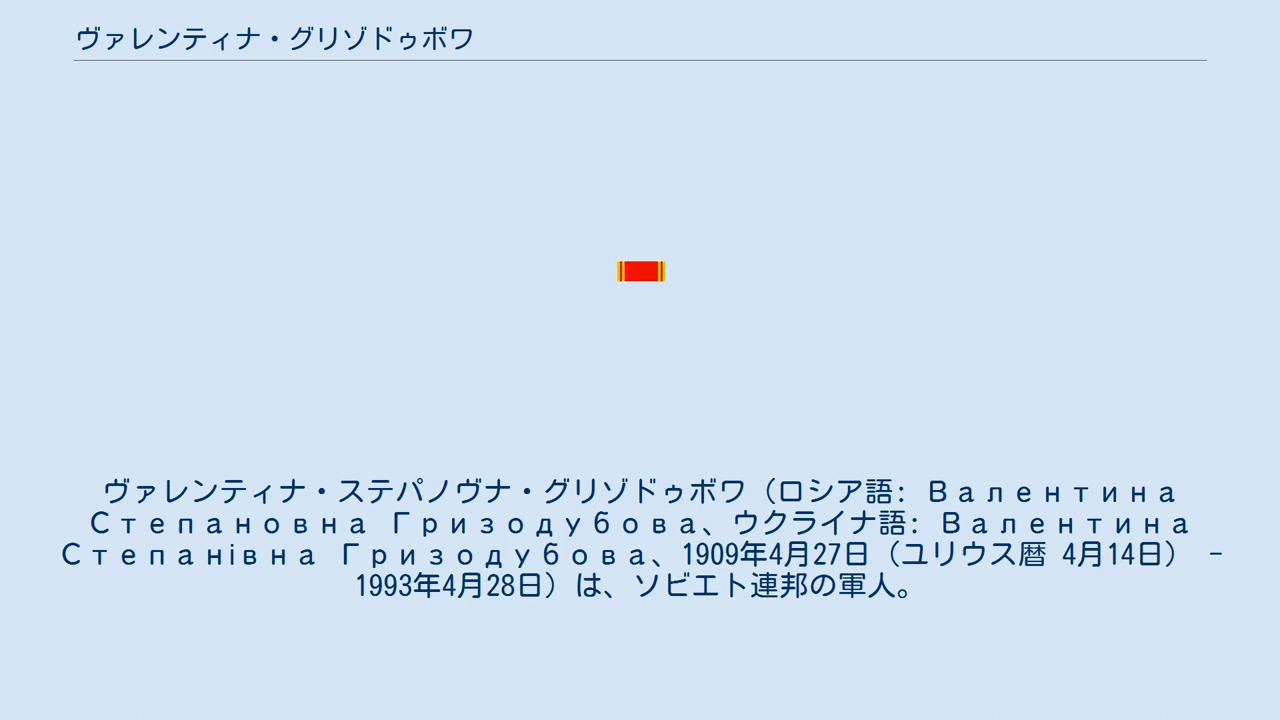 ヴァレンティナ・グリゾドゥボワ
ヴァレンティナ・ステパノヴナ・グリゾドゥボワ（ロシア語: Валентина
Степановна Гризодубова、ウクライナ語: Валентина
Степанівна Гризодубова、1909年4月27日（ユリウス暦 4月14日） –
1993年4月28日）は、ソビエト連邦の軍人。